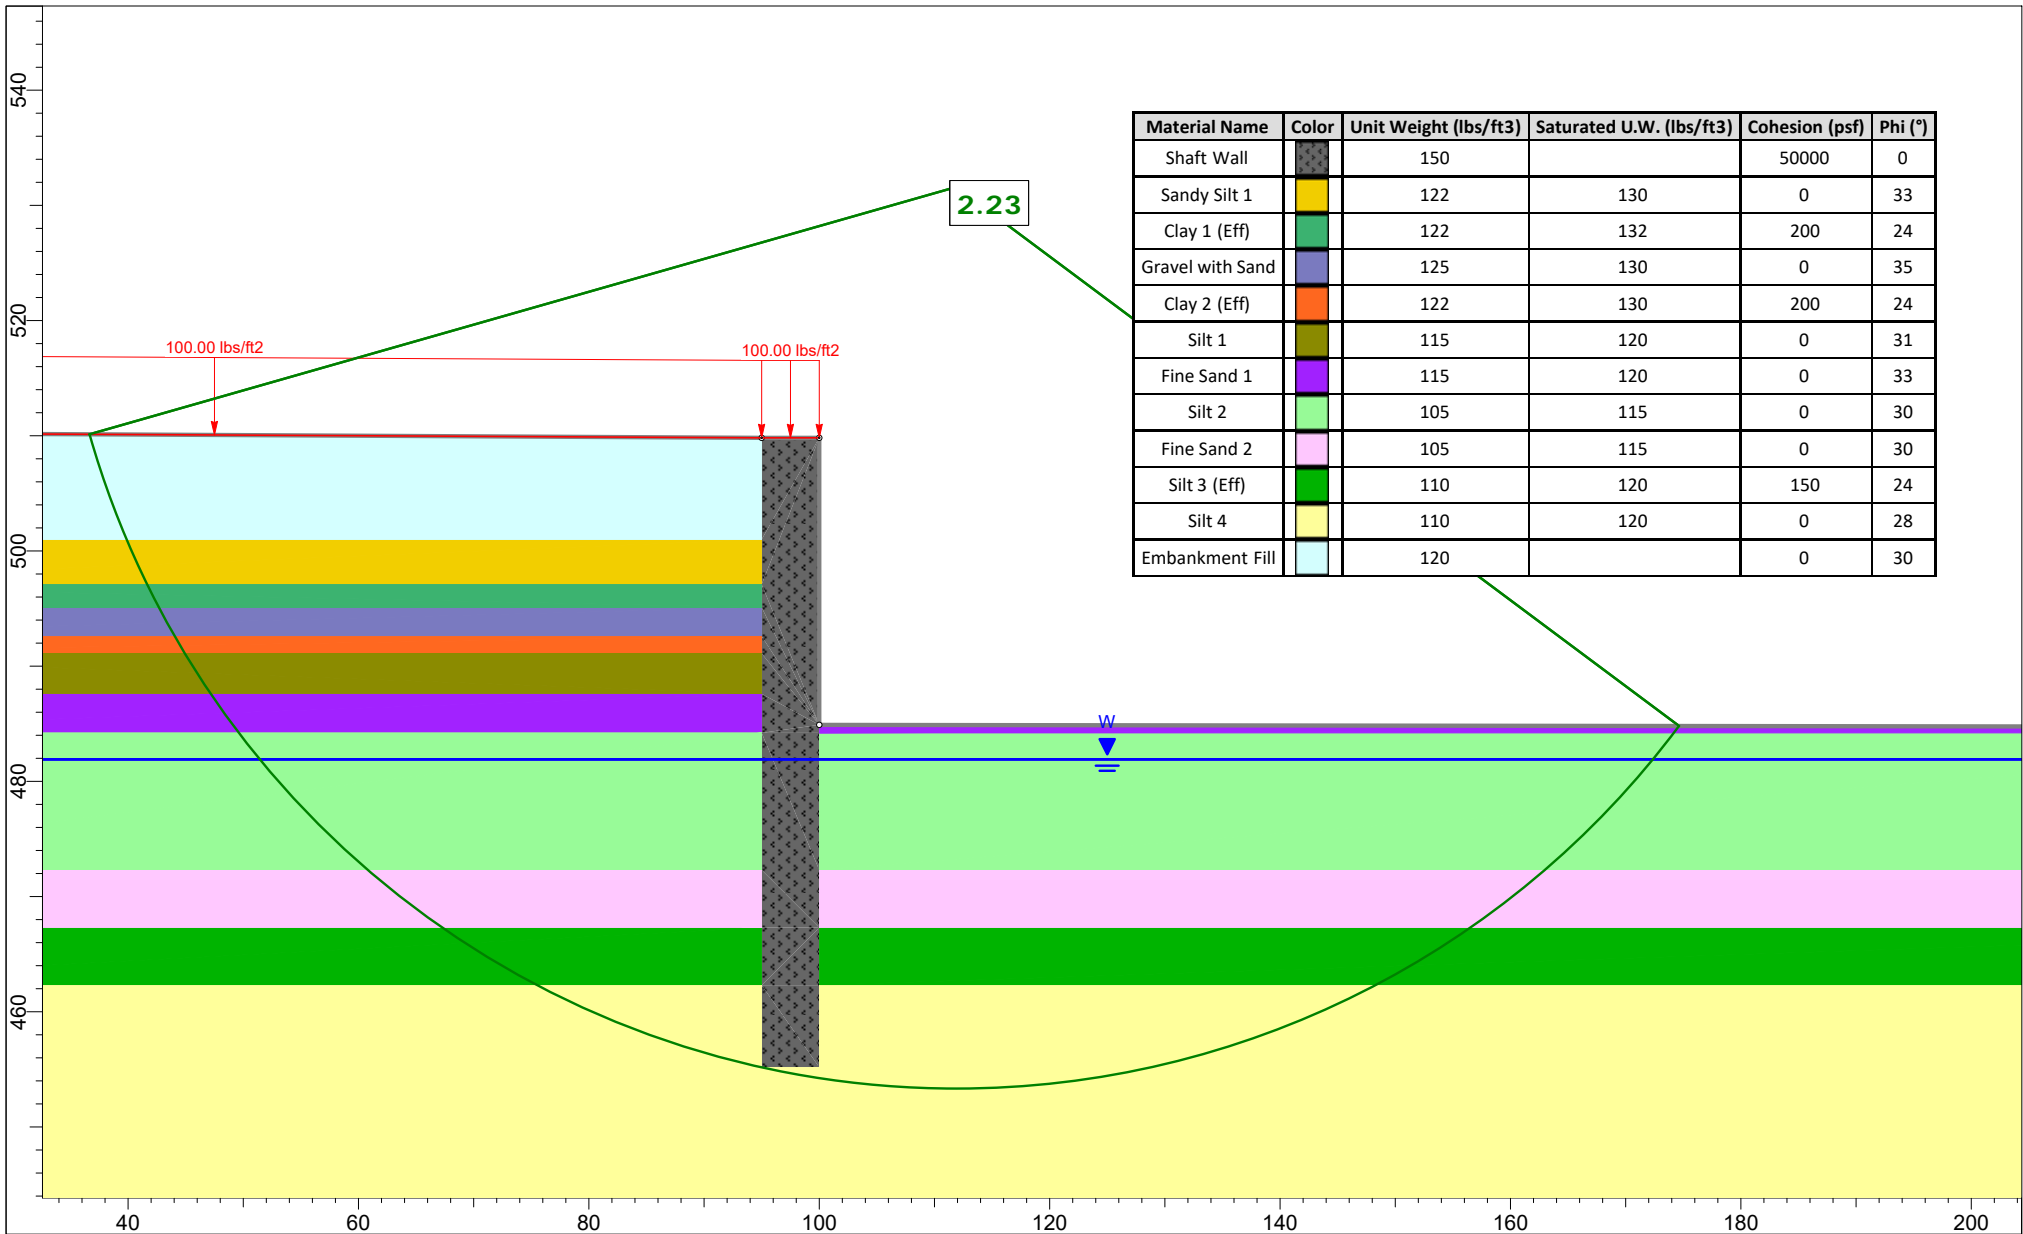 540
520
500
480
460
2.23
100.00 lbs/ft2
100.00 lbs/ft2
Material Name Color Unit Weight (lbs/ft3) Saturated U.W. (lbs/ft3) Cohesion (psf) Phi (°)
Shaft Wall 150 50000 0
Sandy Silt 1 122 130 0 33
Clay 1 (Eff) 122 132 200 24
Gravel with Sand 125 130 0 35
Clay 2 (Eff) 122 130 200 24
Silt 1 115 120 0 31
Fine Sand 1 115 120 0 33
Silt 2 105 115 0 30
Fine Sand 2 105 115 0 30
Silt 3 (Eff) 110 120 150 24
Silt 4 110 120 0 28
Embankment Fill 120 0 30
W
40 60 80 100 120 140 160 180 200